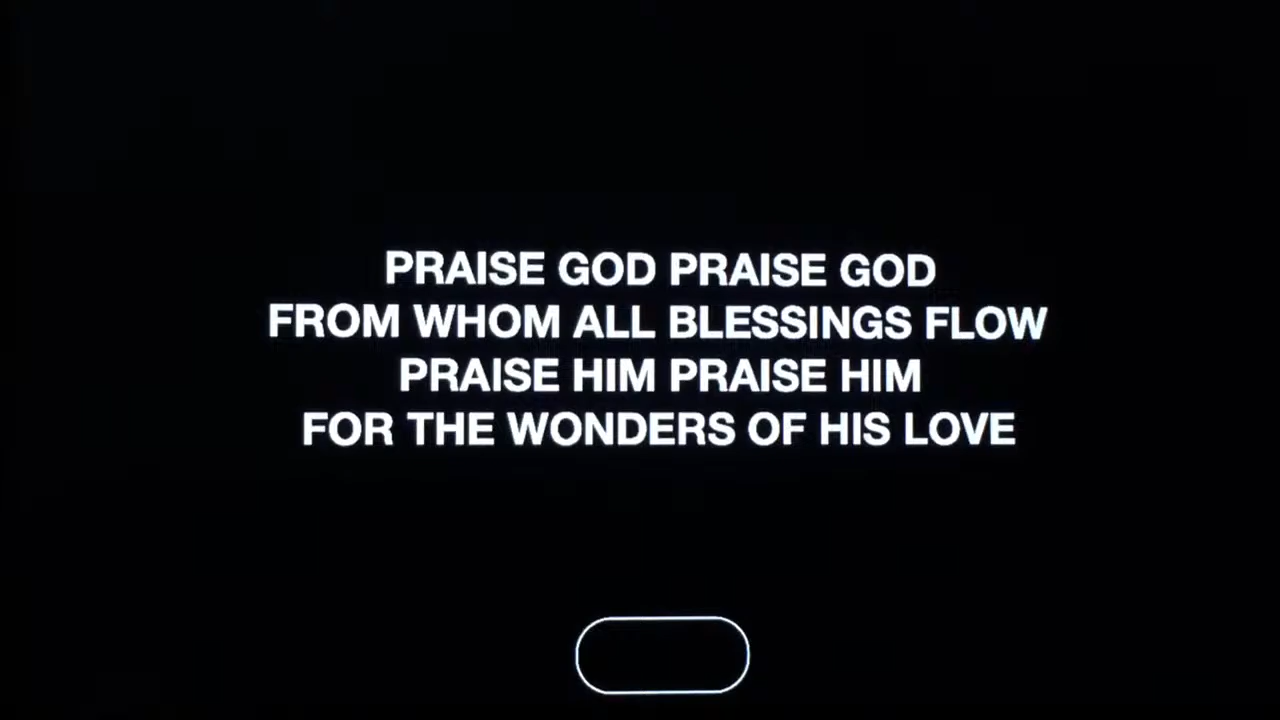 PRAISE GOD PRAISE GOD
FROM WHOM ALL BLESSINGS FLOW
PRAISE HIM PRAISE HIM
FOR THE WONDERS OF HIS LOVE